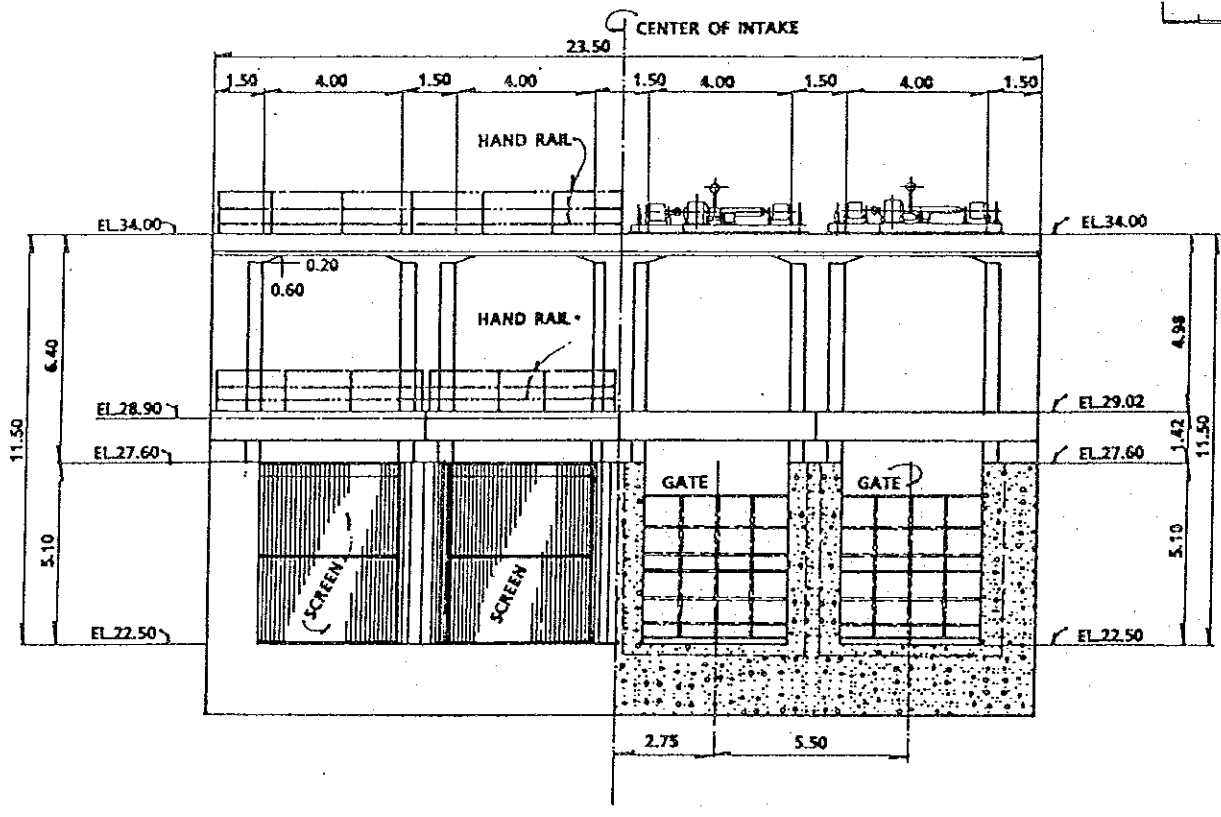 CENTER OF INTAKE
23.50
1.50 4.00 1.50 4.00 1.50 4.00 1.50 4.00 1.50
HAND RAIL
EL.34.00 EL.34.00
0.20
0.60
HAND RAIL
6.40 4.98
EL.28.90 EL.29.02
11.50 1.42 11.50
EL.27.60 EL.27.60
GATE GATE
5.10 5.10
SCREEN SCREEN
EL.22.50 EL.22.50
2.75 5.50